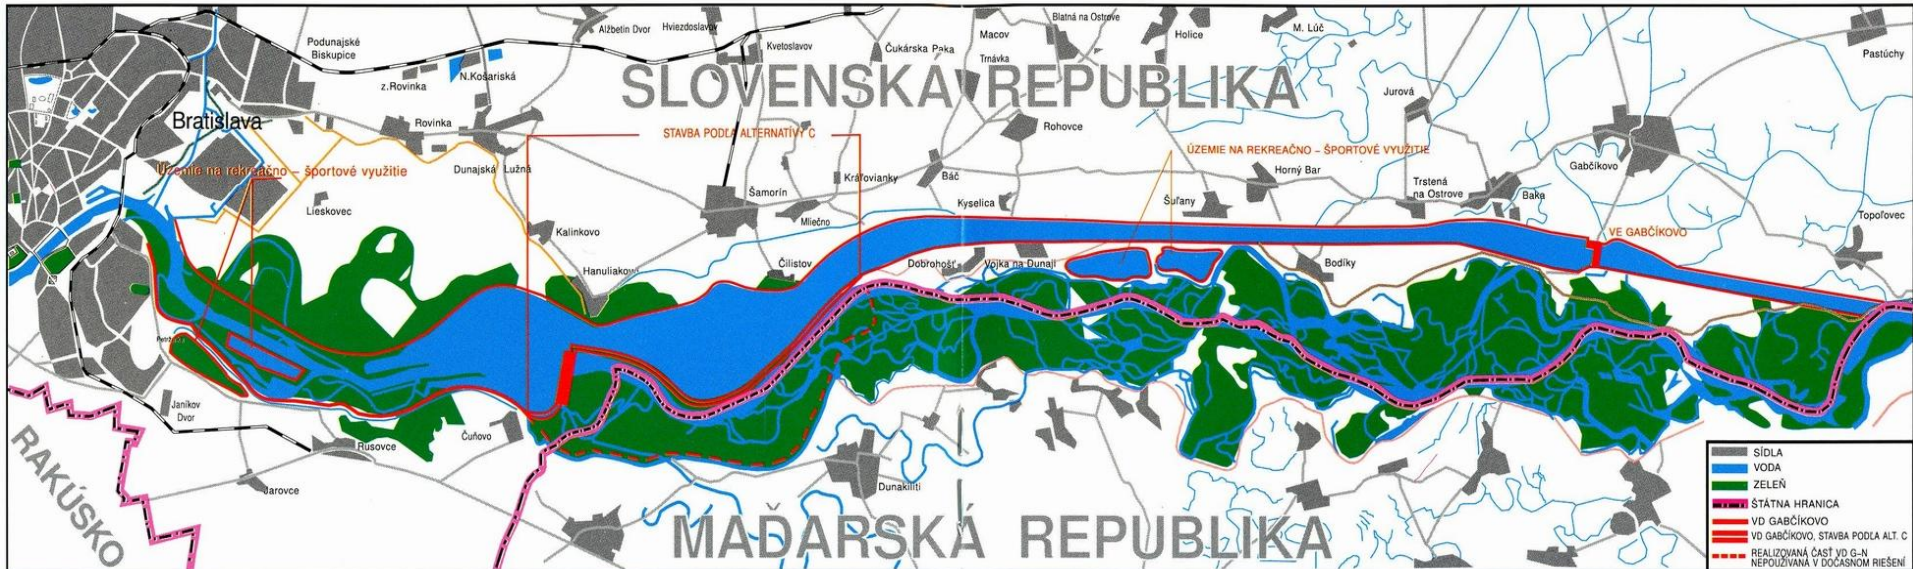 Alžbetin Dvor
Hviezdoslavov
Kvetoslavov
Čukárska Paka
Macov
Blatná na Ostrove
Holice
M. Lúč
Pastúchy
Podunajské
Biskupice
N.Košariská
z.Rovinka
Trnávka
SLOVENSKÁ REPUBLIKA
Jurová
Bratislava
Rovinka
STAVBA PODĽA ALTERNATÍVY C
Rohovce
ÚZEMIE NA REKREAČNO – ŠPORTOVÉ VYUŽITIE
Územie na rekreačno – športové využitie
Dunajská Lužná
Kráľovianky
Báč
Horný Bar
Gabčíkovo
Trstená
na Ostrove
Baka
Lieskovec
Šamorín
Mliečno
Kyselica
Šuľany
Topoľovec
Kalinkovo
VE GABČÍKOVO
Hanuliakovo
Čilistov
Dobrohošť
Vojka na Dunaji
Bodíky
Janíkov
Dvor
RAKÚSKO
Rusovce
Čuňovo
Jarovce
Dunakiliti
MAĎARSKÁ REPUBLIKA
SÍDLA
VODA
ZELEŇ
ŠTÁTNA HRANICA
VD GABČÍKOVO
VD GABČÍKOVO, STAVBA PODĽA ALT. C
REALIZOVANÁ ČASŤ VD G–N
NEPOUŽÍVANÁ V DOČASNOM RIEŠENÍ